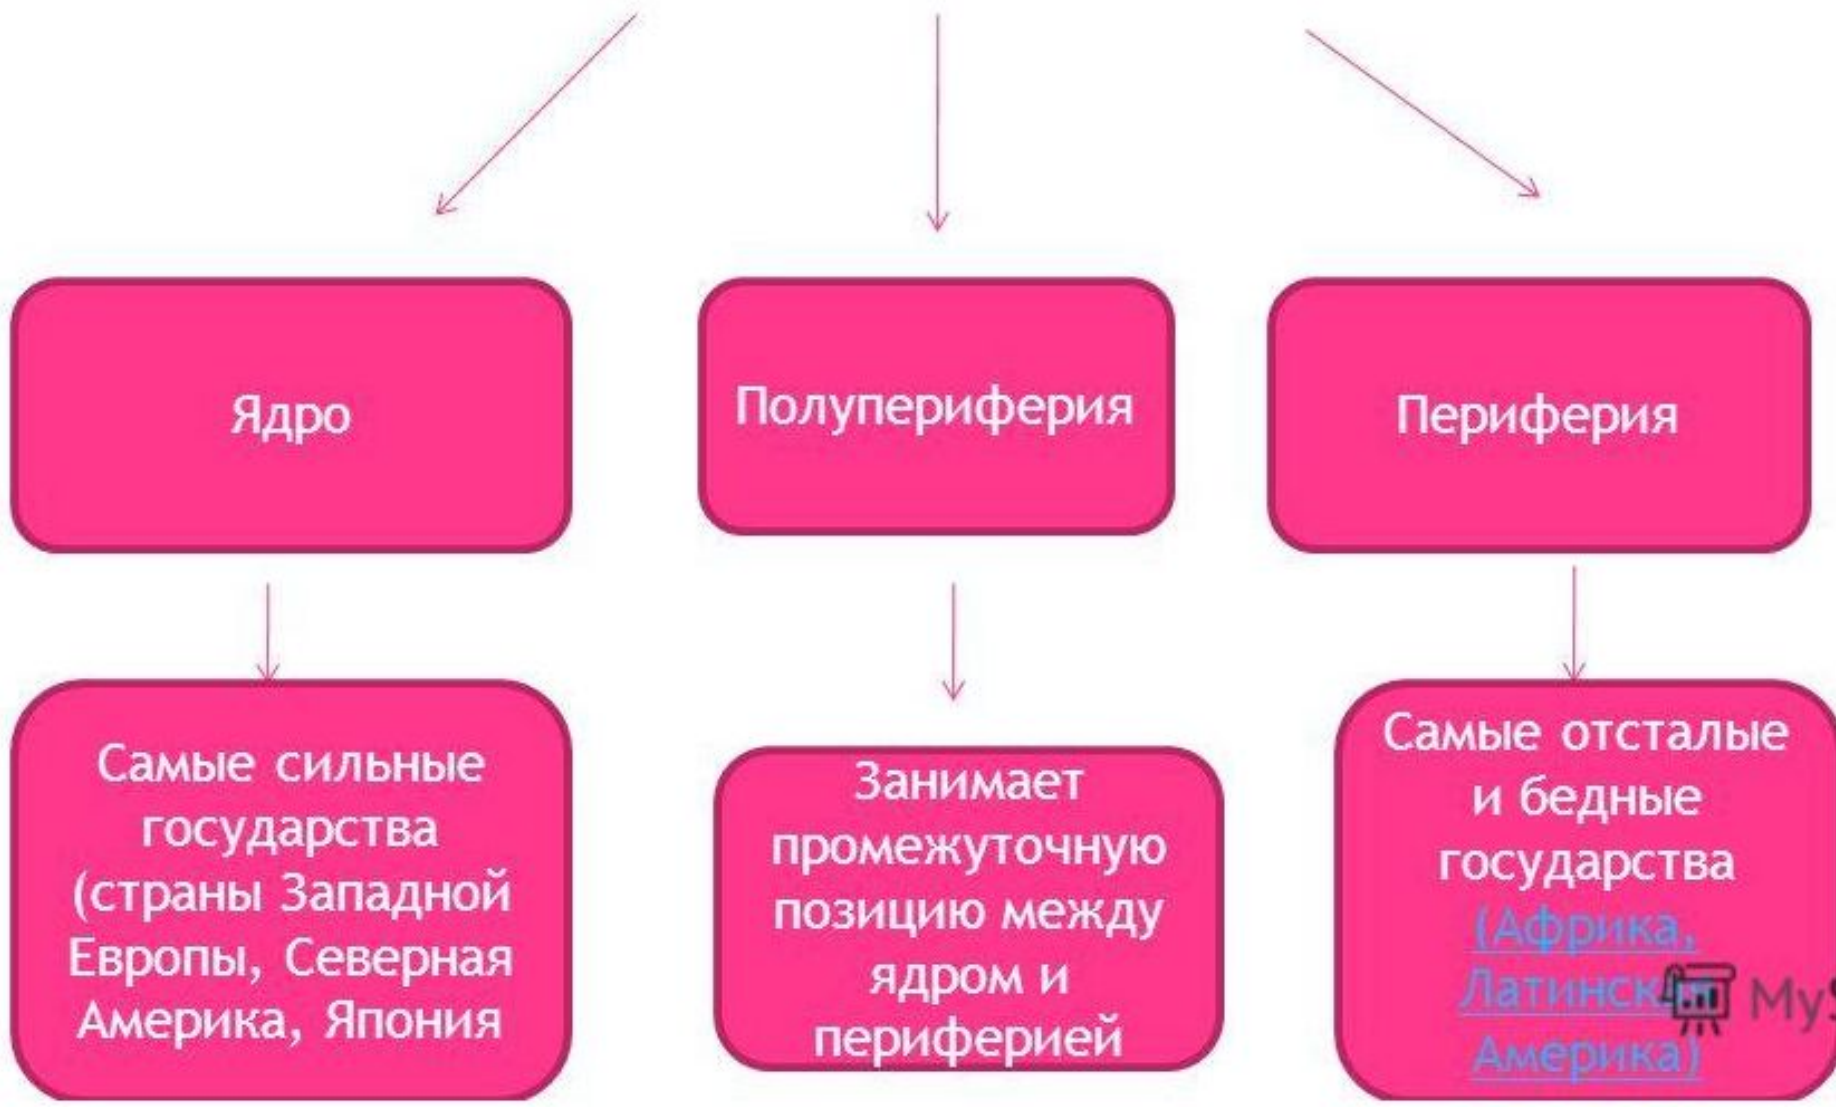 Ядро
Полупериферия
Периферия
Самые сильные
государства
(страны Западной
Европы, Северная
Америка, Япония
Занимает
промежуточную
позицию между
ядром и
периферией
Самые отсталые
и бедные
государства
(Африка,
Америка)